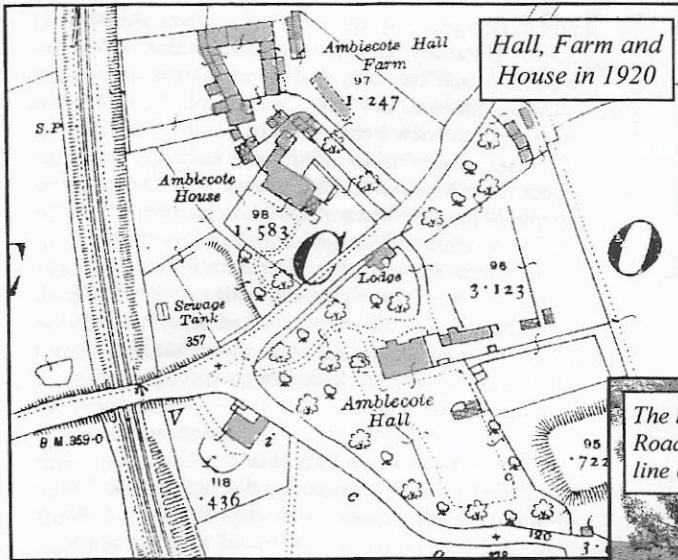 Hall, Farm and
House in 1920
Amblecote Hall
Farm
97
1·247
S.P
Amblecote
House
98
1·583
C
O
Lodge
96
3·123
Sewage
Tank
357
Amblecote
Hall
B M.359·0
V
i
118
·436
c
95
·722
120
3·
The
Road
line